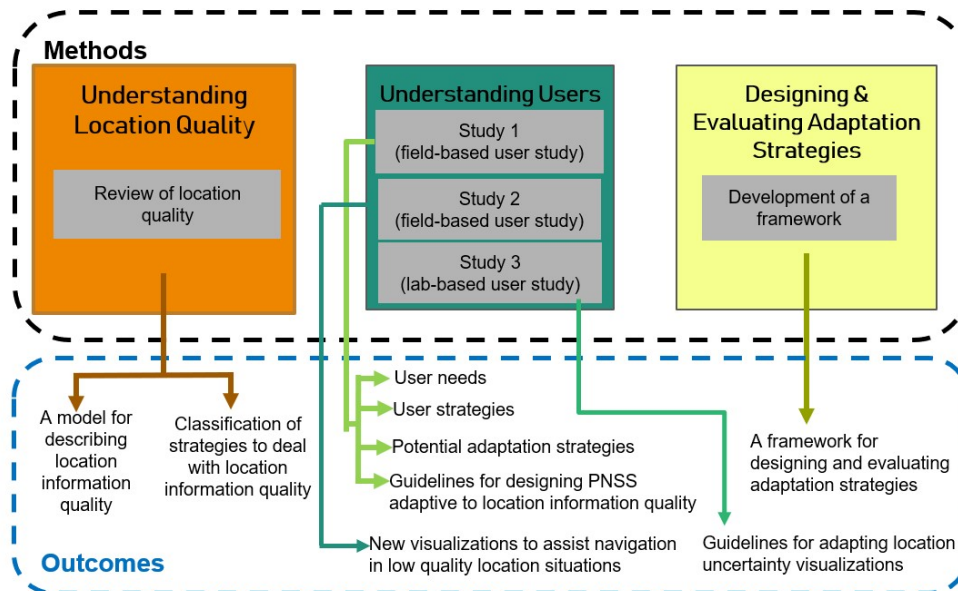 Methods
Understanding
Location Quality
Review of location
quality
Understanding Users
Study 1
(field-based user study)
Study 2
(field-based user study)
Study 3
(lab-based user study)
Designing &
Evaluating Adaptation
Strategies
Development of a
framework
A model for
describing
location
information
quality
Classification of
strategies to deal
with location
information quality
User needs
User strategies
Potential adaptation strategies
Guidelines for designing PNSS
adaptive to location information quality
New visualizations to assist navigation
in low quality location situations
A framework for
designing and evaluating
adaptation strategies
Guidelines for adapting location
uncertainty visualizations
Outcomes